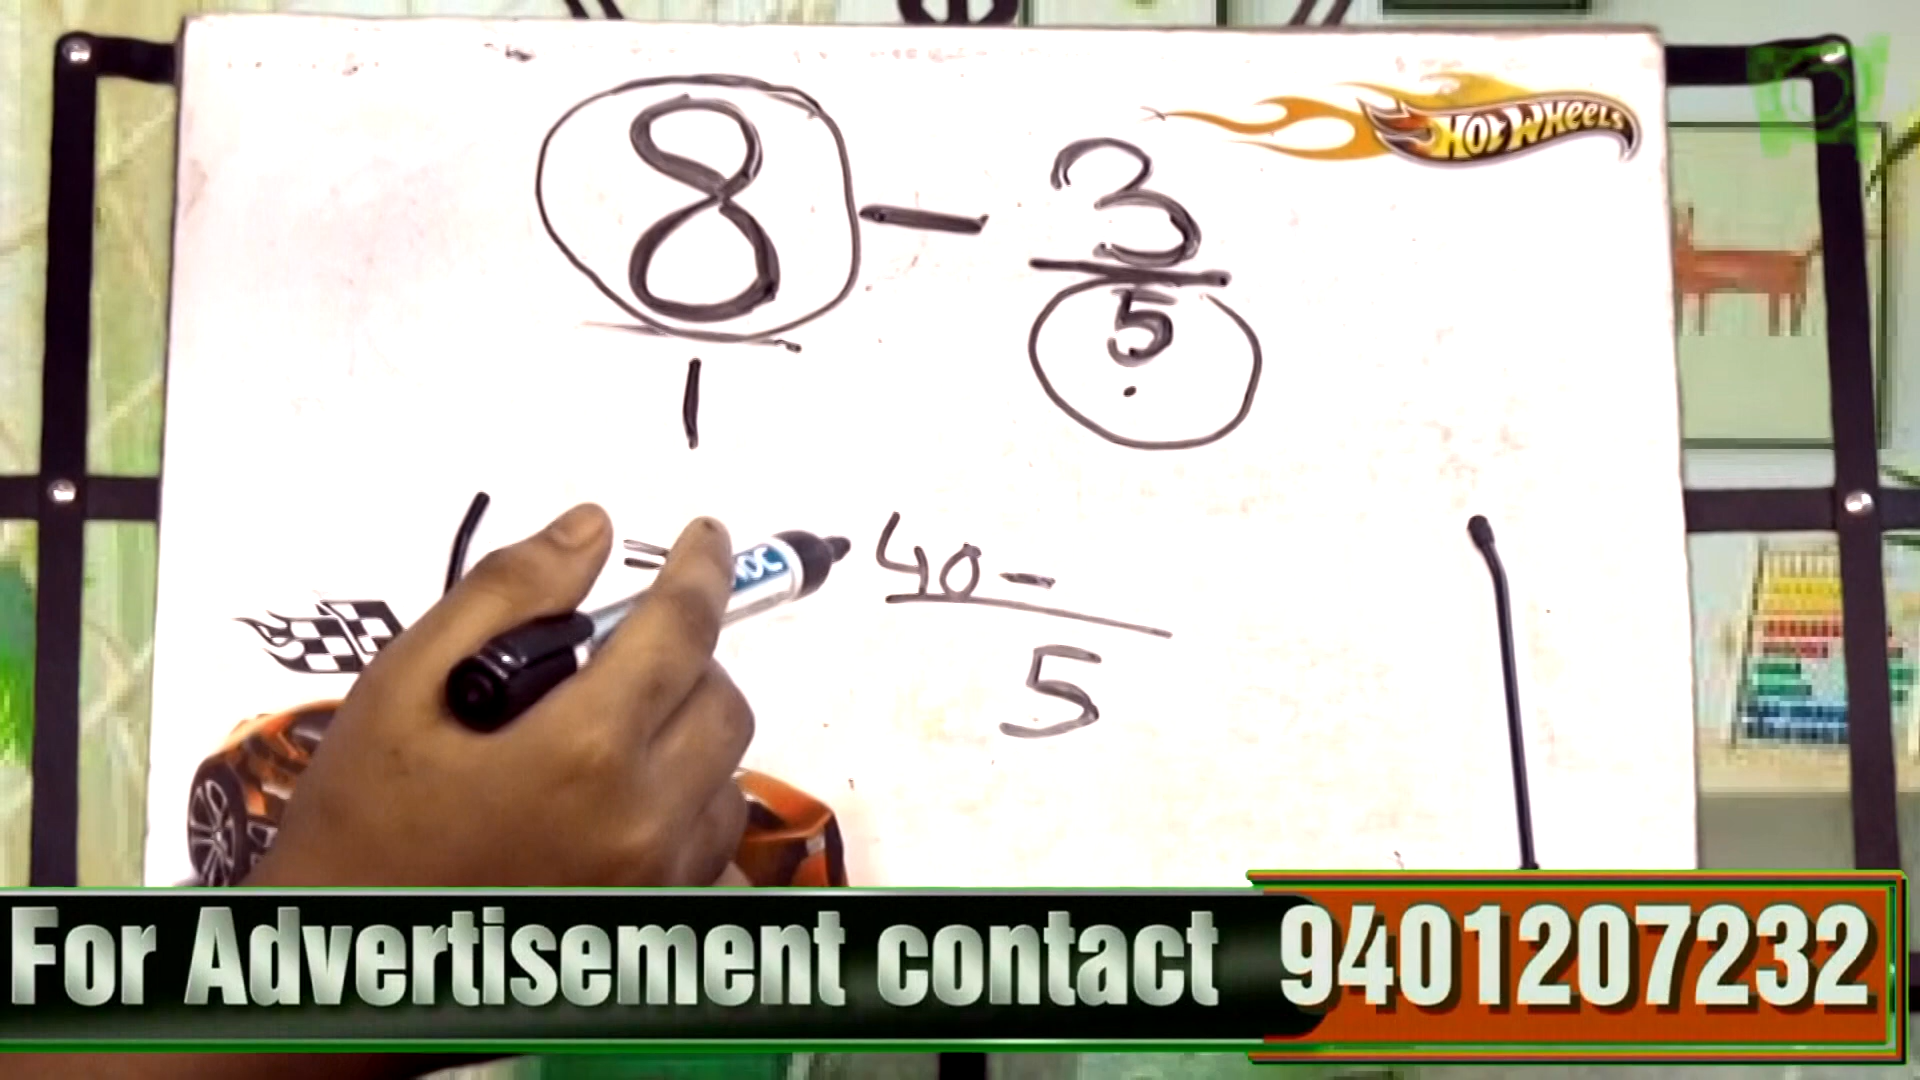 HOT WHEELS
8 - 3
1 5
= 40 -
5
For Advertisement contact 9401207232